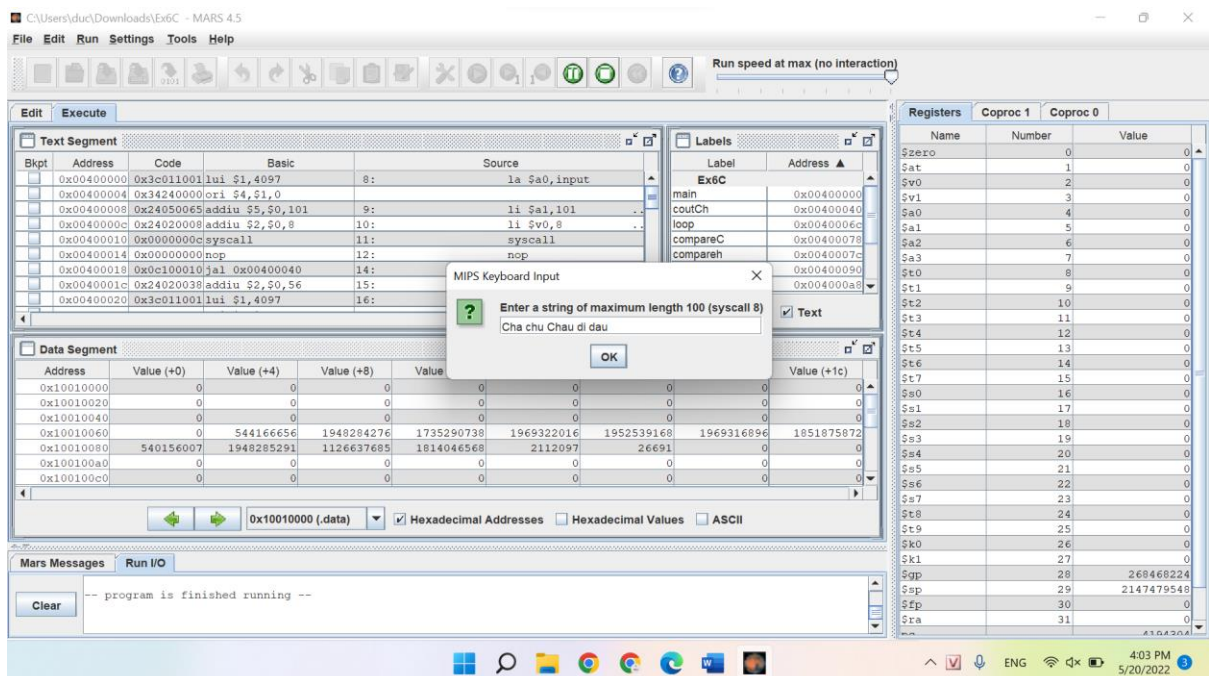 C:\Users\duc\Downloads\Ex6C - MARS 4.5
File Edit Run Settings Tools Help
Run speed at max (no interaction)
Edit Execute
Text Segment
Bkpt Address Code Basic Source
0x00400000 0x3c011001 lui $1,4097 8: la $a0,input
0x00400004 0x34240000 ori $4,$1,0
0x00400008 0x24050065 addiu $5,$0,101 9: li $a1,101 ..
0x0040000c 0x24020008 addiu $2,$0,8 10: li $v0,8 ..
0x00400010 0x0000000c syscall 11: syscall
0x00400014 0x00000000 nop 12: nop
0x00400018 0x0c100010 jal 0x00400040 14:
0x0040001c 0x24020038 addiu $2,$0,56 15:
0x00400020 0x3c011001 lui $1,4097 16:
Labels
Label Address ▲
Ex6C
main 0x00400000
coutCh 0x00400040
loop 0x0040006c
compareC 0x00400078
compareh 0x0040007c
0x00400090
0x004000a8
Text
MIPS Keyboard Input
Enter a string of maximum length 100 (syscall 8)
Cha chu Chau di dau
OK
Data Segment
Address Value (+0) Value (+4) Value (+8) Value Value (+1c)
0x10010000 0 0 0 0 0 0 0 0
0x10010020 0 0 0 0 0 0 0 0
0x10010040 0 0 0 0 0 0 0 0
0x10010060 0 544166656 1948284276 1735290738 1969322016 1952539168 1969316896 1851875872
0x10010080 540156007 1948285291 1126637685 1814046568 2112097 26691 0 0
0x100100a0 0 0 0 0 0 0 0 0
0x100100c0 0 0 0 0 0 0 0 0
0x10010000 (.data) Hexadecimal Addresses Hexadecimal Values ASCII
Mars Messages Run I/O
-- program is finished running --
Clear
Registers Coproc 1 Coproc 0
Name Number Value
$zero 0 0
$at 1 0
$v0 2 0
$v1 3 0
$a0 4 0
$a1 5 0
$a2 6 0
$a3 7 0
$t0 8 0
$t1 9 0
$t2 10 0
$t3 11 0
$t4 12 0
$t5 13 0
$t6 14 0
$t7 15 0
$s0 16 0
$s1 17 0
$s2 18 0
$s3 19 0
$s4 20 0
$s5 21 0
$s6 22 0
$s7 23 0
$t8 24 0
$t9 25 0
$k0 26 0
$k1 27 0
$gp 28 268468224
$sp 29 2147479548
$fp 30 0
$ra 31 0
ENG
4:03 PM
5/20/2022
3